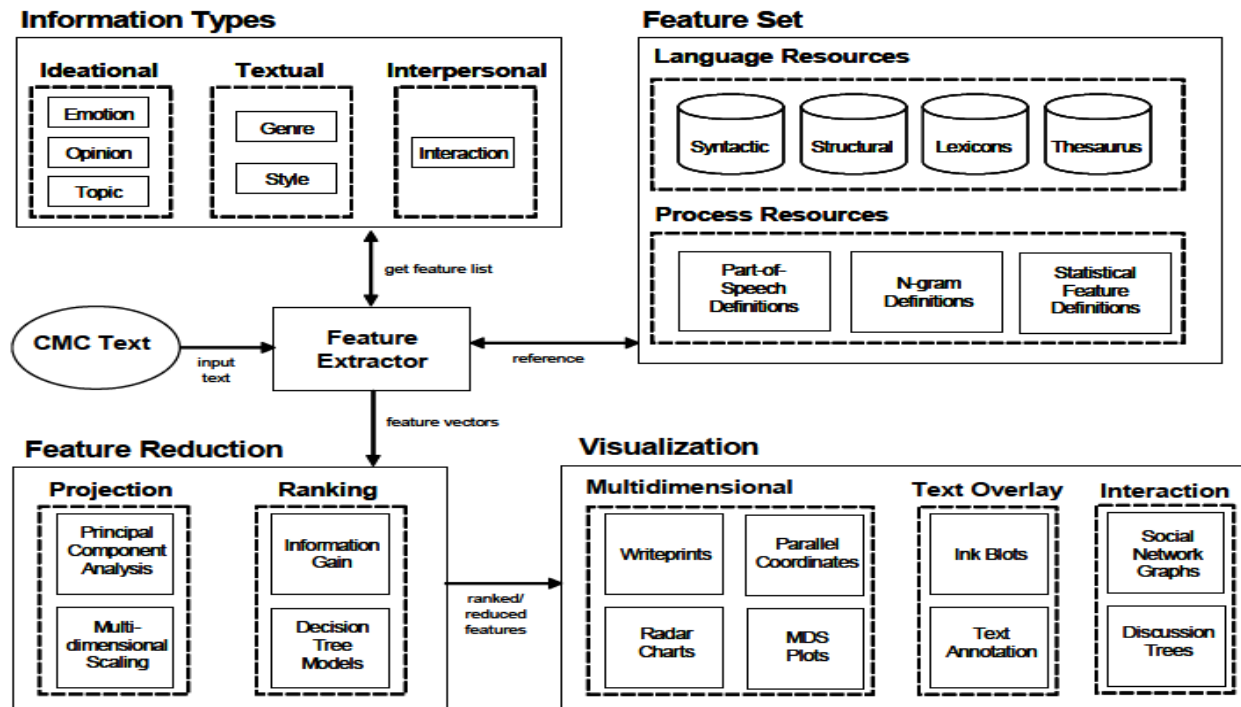 Information Types
Ideational
Emotion
Opinion
Topic
Textual
Genre
Style
Interpersonal
Interaction
Feature Set
Language Resources
Syntactic
Structural
Lexicons
Thesaurus
Process Resources
Part-of-
Speech
Definitions
N-gram
Definitions
Statistical
Feature
Definitions
get feature list
CMC Text
input
text
Feature
Extractor
reference
feature vectors
Feature Reduction
Projection
Principal
Component
Analysis
Multi-
dimensional
Scaling
Ranking
Information
Gain
Decision
Tree
Models
ranked/
reduced
features
Visualization
Multidimensional
Writeprints
Parallel
Coordinates
Radar
Charts
MDS
Plots
Text Overlay
Ink Blots
Text
Annotation
Interaction
Social
Network
Graphs
Discussion
Trees